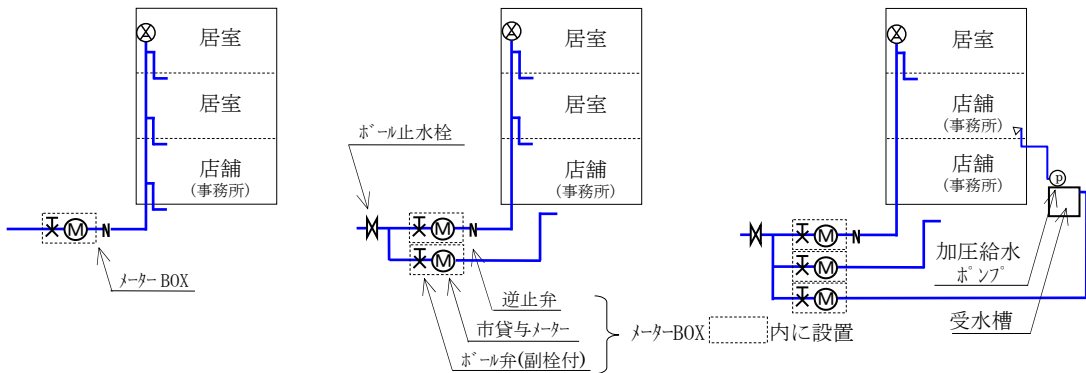 居室
居室
店舗
(事務所)
M
N
メーターBOX
居室
居室
店舗
(事務所)
ボール止水栓
M
N
M
逆止弁
市貸与メーター
ボール弁(副栓付)
メーターBOX
内に設置
居室
店舗
(事務所)
店舗
(事務所)
p
M
N
M
M
加圧給水
ポンプ
受水槽